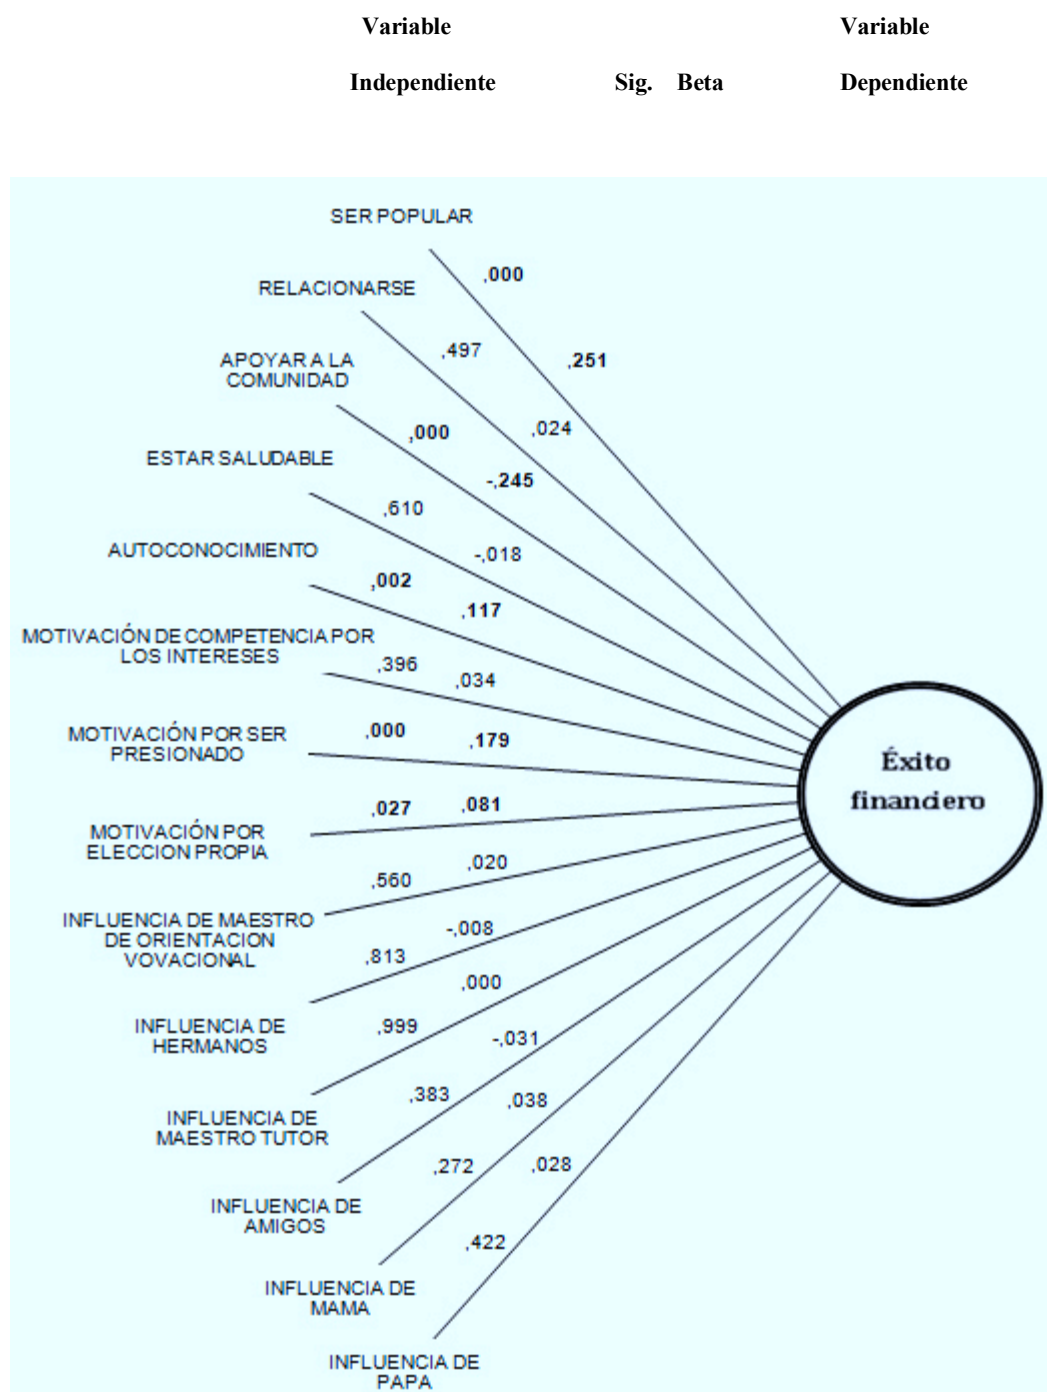 Variable Variable
Independiente Sig. Beta Dependiente
SER POPULAR
,000
RELACIONARSE
,497
,251
APOYAR A LA
COMUNIDAD
,000
,024
ESTAR SALUDABLE
-,245
,610
AUTOCONOCIMIENTO
-,018
,002
,117
MOTIVACIÓN DE COMPETENCIA POR
LOS INTERESES
,396
,034
MOTIVACIÓN POR SER
PRESIONADO
,000
,179
Éxito
financiero
MOTIVACIÓN POR
ELECCION PROPIA
,027
,081
,560
,020
INFLUENCIA DE MAESTRO
DE ORIENTACION
VOVACIONAL
-,008
,813
,000
INFLUENCIA DE
HERMANOS
,999
-,031
INFLUENCIA DE
MAESTRO TUTOR
,383
,038
INFLUENCIA DE
AMIGOS
,272
,028
,422
INFLUENCIA DE
MAMA
INFLUENCIA DE
PAPA